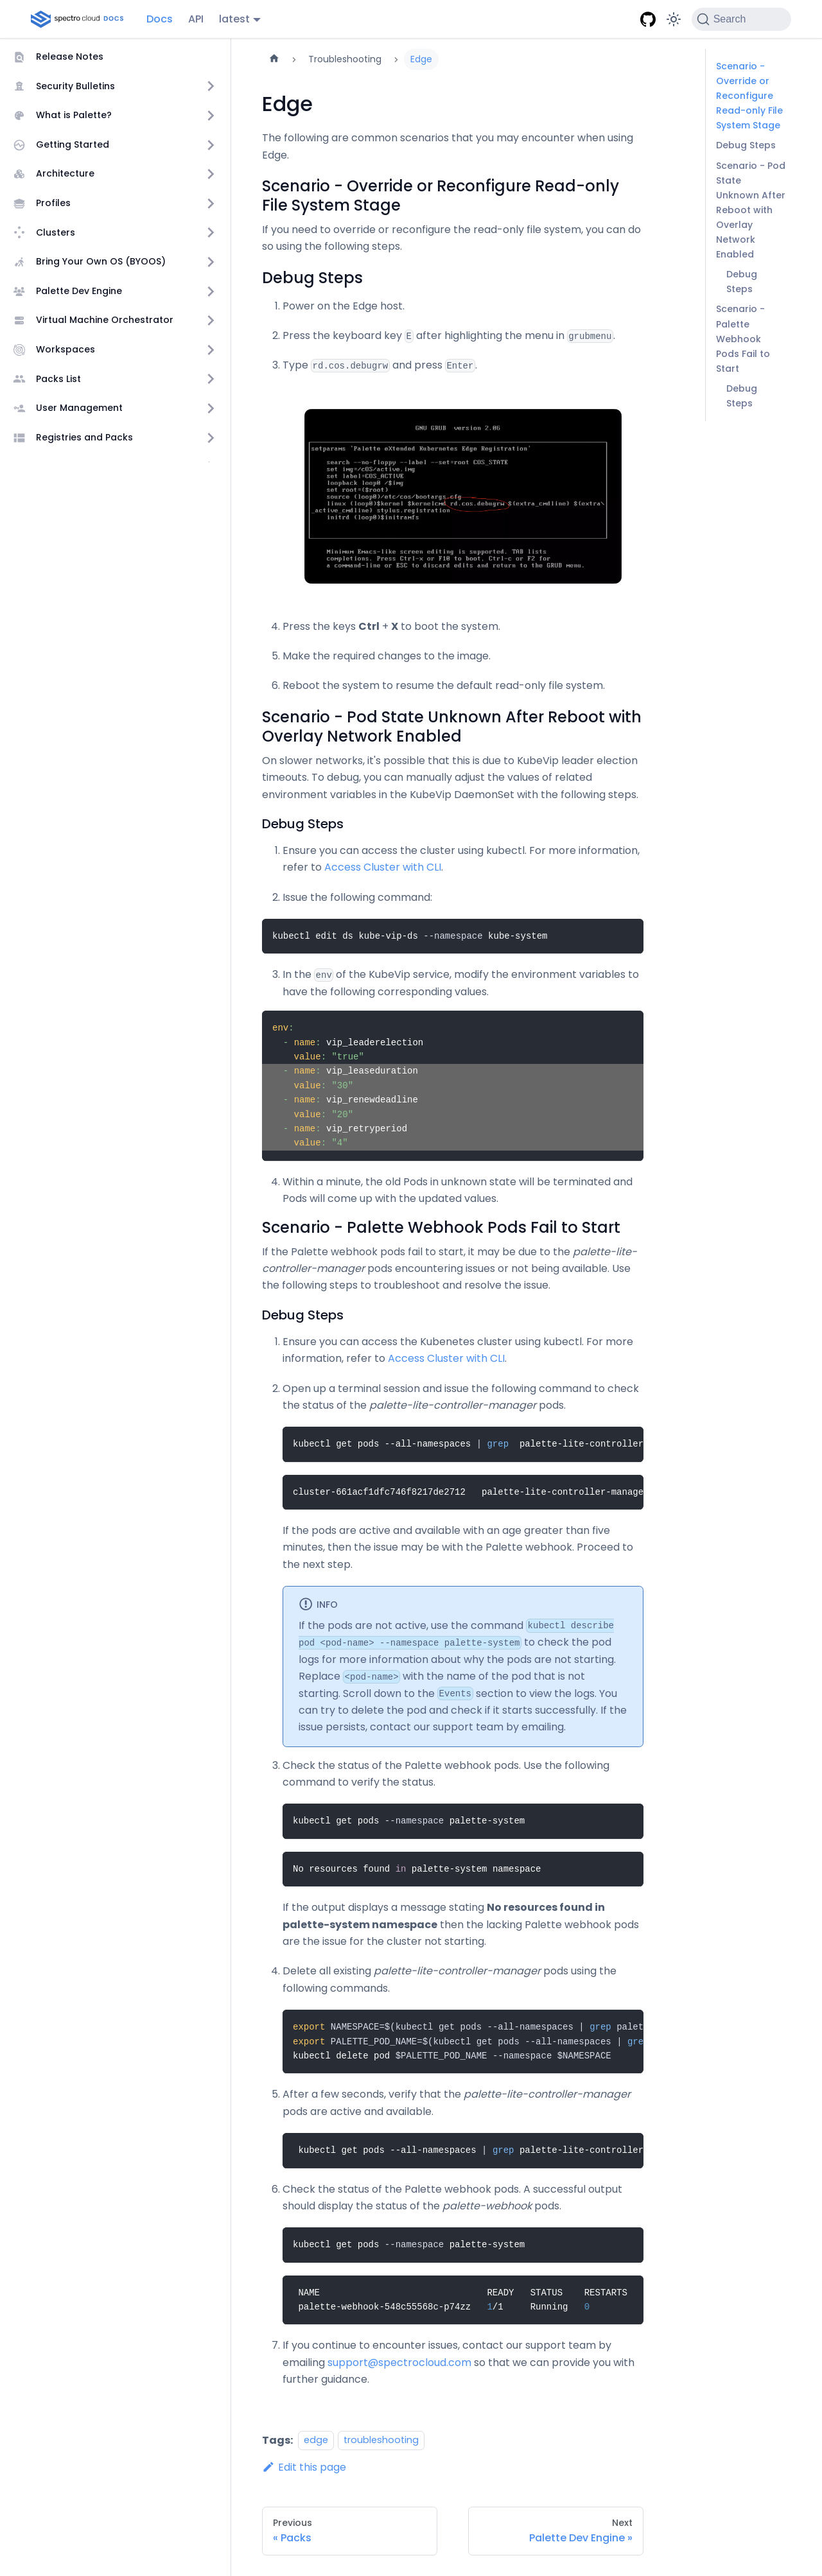 spectro cloud DOCS Docs API latest Search
Release Notes
Security Bulletins
What is Palette?
Getting Started
Architecture
Profiles
Clusters
Bring Your Own OS (BYOOS)
Palette Dev Engine
Virtual Machine Orchestrator
Workspaces
Packs List
User Management
Registries and Packs
Troubleshooting
Edge
Edge
The following are common scenarios that you may encounter when using
Edge.
Scenario - Override or Reconfigure Read-only
File System Stage
If you need to override or reconfigure the read-only file system, you can do
so using the following steps.
Debug Steps
1. Power on the Edge host.
2. Press the keyboard key E after highlighting the menu in grubmenu.
3. Type rd.cos.debugrw and press Enter.
GNU GRUB version 2.06
setparams 'Palette eXtended Kubernetes Edge Registration'
search --no-floppy --label --set=root COS_STATE
set img=/cOS/active.img
set label=COS_ACTIVE
loopback loop0 /$img
set root=($root)
source (loop0)/etc/cos/bootargs.cfg
linux (loop0)$kernel $kernelcmd rd.cos.debugrw ${extra_cmdline} ${extra\
_active_cmdline} stylus.registration
initrd (loop0)$initramfs
Minimum Emacs-like screen editing is supported. TAB lists
completions. Press Ctrl-x or F10 to boot, Ctrl-c or F2 for
a command-line or ESC to discard edits and return to the GRUB menu.
4. Press the keys Ctrl + X to boot the system.
5. Make the required changes to the image.
6. Reboot the system to resume the default read-only file system.
Scenario - Pod State Unknown After Reboot with
Overlay Network Enabled
On slower networks, it's possible that this is due to KubeVip leader election
timeouts. To debug, you can manually adjust the values of related
environment variables in the KubeVip DaemonSet with the following steps.
Debug Steps
1. Ensure you can access the cluster using kubectl. For more information,
refer to Access Cluster with CLI.
2. Issue the following command:
kubectl edit ds kube-vip-ds --namespace kube-system
3. In the env of the KubeVip service, modify the environment variables to
have the following corresponding values.
env:
- name: vip_leaderelection
value: "true"
- name: vip_leaseduration
value: "30"
- name: vip_renewdeadline
value: "20"
- name: vip_retryperiod
value: "4"
4. Within a minute, the old Pods in unknown state will be terminated and
Pods will come up with the updated values.
Scenario - Palette Webhook Pods Fail to Start
If the Palette webhook pods fail to start, it may be due to the palette-lite-
controller-manager pods encountering issues or not being available. Use
the following steps to troubleshoot and resolve the issue.
Debug Steps
1. Ensure you can access the Kubenetes cluster using kubectl. For more
information, refer to Access Cluster with CLI.
2. Open up a terminal session and issue the following command to check
the status of the palette-lite-controller-manager pods.
kubectl get pods --all-namespaces | grep palette-lite-controller
cluster-661acf1dfc746f8217de2712 palette-lite-controller-manage
If the pods are active and available with an age greater than five
minutes, then the issue may be with the Palette webhook. Proceed to
the next step.
INFO
If the pods are not active, use the command kubectl describe
pod <pod-name> --namespace palette-system to check the pod
logs for more information about why the pods are not starting.
Replace <pod-name> with the name of the pod that is not
starting. Scroll down to the Events section to view the logs. You
can try to delete the pod and check if it starts successfully. If the
issue persists, contact our support team by emailing.
3. Check the status of the Palette webhook pods. Use the following
command to verify the status.
kubectl get pods --namespace palette-system
No resources found in palette-system namespace
If the output displays a message stating No resources found in
palette-system namespace then the lacking Palette webhook pods
are the issue for the cluster not starting.
4. Delete all existing palette-lite-controller-manager pods using the
following commands.
export NAMESPACE=$(kubectl get pods --all-namespaces | grep palet
export PALETTE_POD_NAME=$(kubectl get pods --all-namespaces | gre
kubectl delete pod $PALETTE_POD_NAME --namespace $NAMESPACE
5. After a few seconds, verify that the palette-lite-controller-manager
pods are active and available.
kubectl get pods --all-namespaces | grep palette-lite-controller
6. Check the status of the Palette webhook pods. A successful output
should display the status of the palette-webhook pods.
kubectl get pods --namespace palette-system
NAME READY STATUS RESTARTS
palette-webhook-548c55568c-p74zz 1/1 Running 0
7. If you continue to encounter issues, contact our support team by
emailing support@spectrocloud.com so that we can provide you with
further guidance.
Tags: edge troubleshooting
Edit this page
Previous
« Packs
Next
Palette Dev Engine »
Scenario -
Override or
Reconfigure
Read-only File
System Stage
Debug Steps
Scenario - Pod
State
Unknown After
Reboot with
Overlay
Network
Enabled
Debug
Steps
Scenario -
Palette
Webhook
Pods Fail to
Start
Debug
Steps